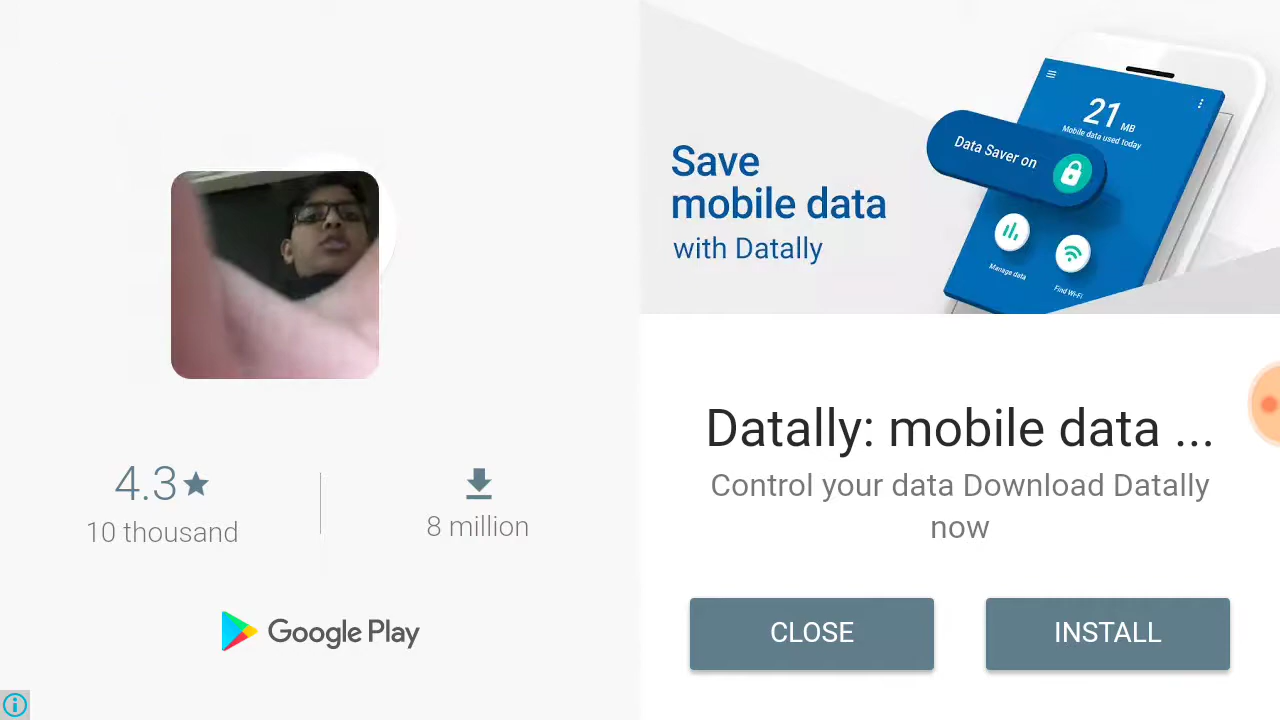 4.3
10 thousand
8 million
Google Play
Save
mobile data
with Datally
21 MB
Mobile data used today
Data Saver on
Manage data
Find Wi-Fi
Datally: mobile data ...
Control your data Download Datally
now
CLOSE
INSTALL